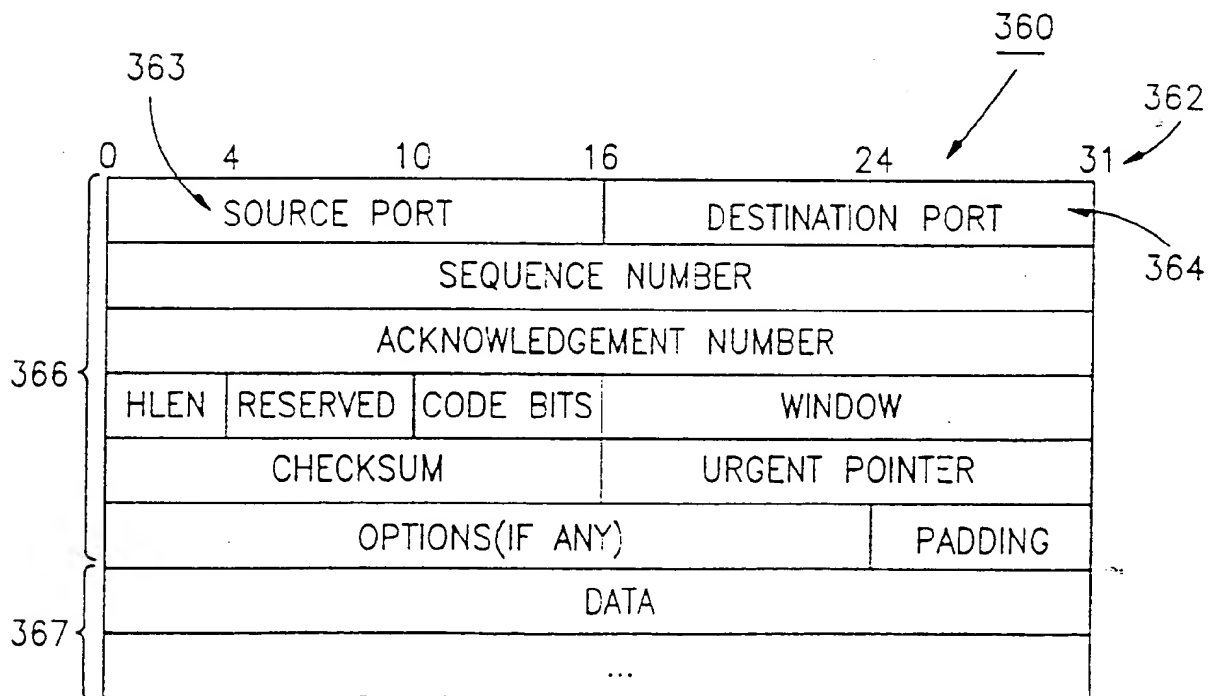 360
363
362
0 4 10 16 24 31
SOURCE PORT DESTINATION PORT
364
SEQUENCE NUMBER
ACKNOWLEDGEMENT NUMBER
366
HLEN RESERVED CODE BITS WINDOW
CHECKSUM URGENT POINTER
OPTIONS(IF ANY) PADDING
DATA
367
...